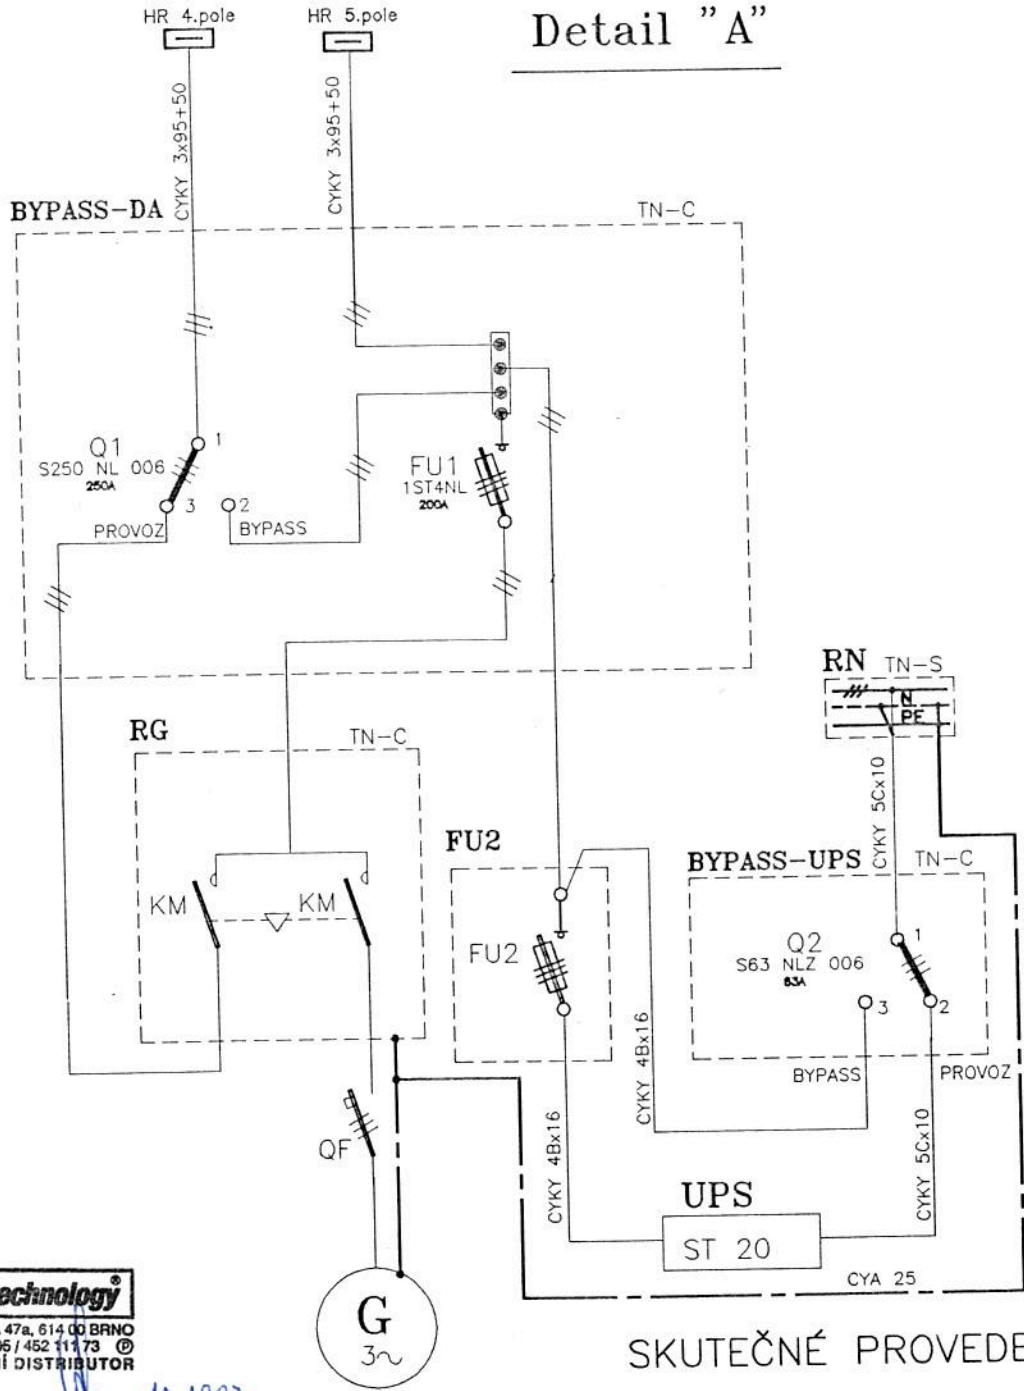 HR 4.pole
HR 5.pole
Detail "A"
CYKY 3x95+50
CYKY 3x95+50
BYPASS-DA
TN-C
Q1
S250 NL 006
250A
1
3
2
PROVOZ
BYPASS
FU1
1ST4NL
200A
RN
TN-S
N
PE
RG
TN-C
KM
KM
FU2
FU2
CYKY 5Cx10
BYPASS-UPS
TN-C
Q2
S63 NLZ 006
63A
1
3
2
BYPASS
PROVOZ
CYKY 4Bx16
CYKY 4Bx16
CYKY 5Cx10
QF
UPS
ST 20
CYA 25
G
3~
echnology®
47a, 614 00 BRNO
/ 452 111 73 ℗
DISTRIBUTOR
SKUTEČNÉ PROVEDE